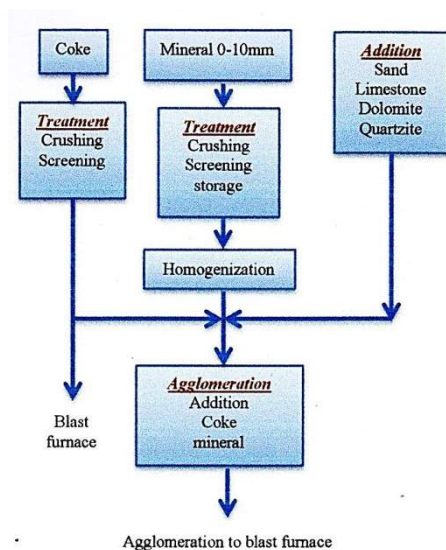 Coke
Mineral 0-10mm
Addition
Sand
Limestone
Dolomite
Quartzite
Treatment
Crushing
Screening
Treatment
Crushing
Screening
storage
Homogenization
Agglomeration
Addition
Coke
mineral
Blast
furnace
Agglomeration to blast furnace